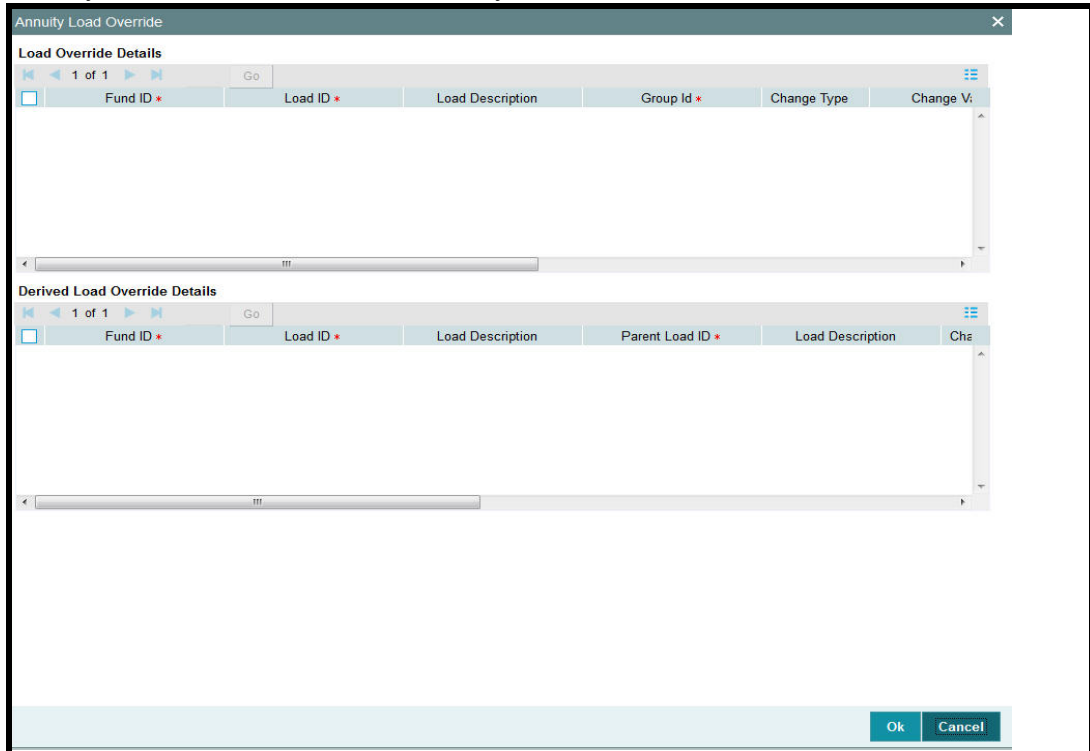 Annuity Load Override
Load Override Details
1 of 1 Go
Fund ID * Load ID * Load Description Group Id * Change Type Change Va
Derived Load Override Details
1 of 1 Go
Fund ID * Load ID * Load Description Parent Load ID * Load Description Cha
Ok Cancel